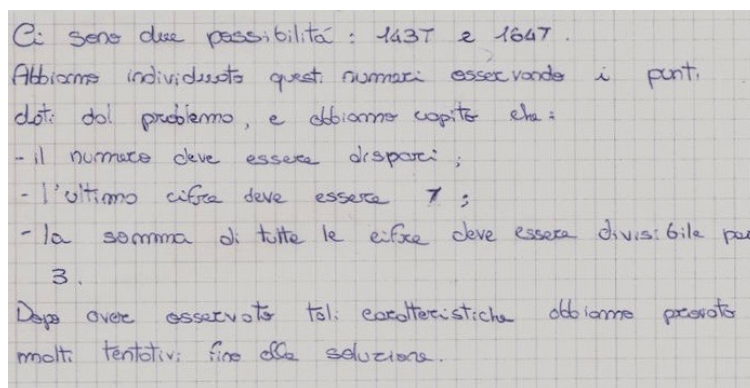 Ci sono due possibilità: 1437 e 1647.
Abbiamo individuato questi numeri osservando i punti
dati dal problema, e abbiamo capito che:
- il numero deve essere dispari;
- l'ultima cifra deve essere 7;
- la somma di tutte le cifre deve essere divisibile per
3.
Dopo avere osservato tali caratteristiche abbiamo provato
molti tentativi fino alla soluzione.